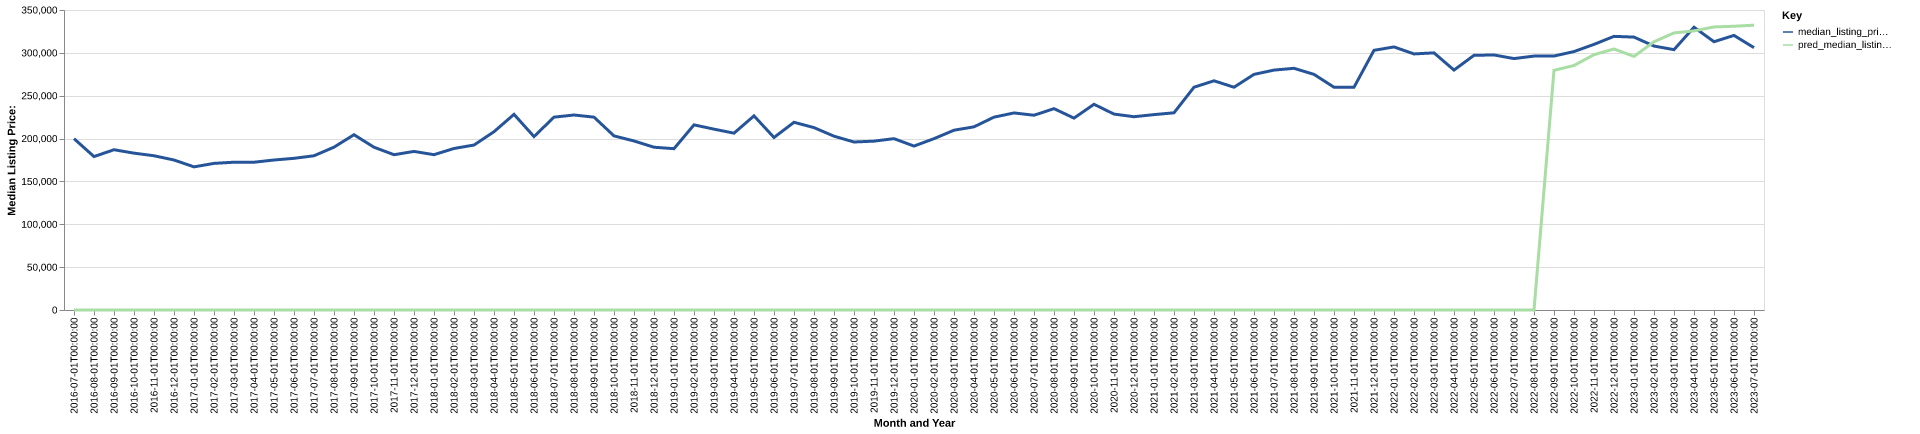 350,000
300,000
250,000
200,000
150,000
100,000
50,000
0
Median Listing Price:
2016-07-01T00:00:00
2016-08-01T00:00:00
2016-09-01T00:00:00
2016-10-01T00:00:00
2016-11-01T00:00:00
2016-12-01T00:00:00
2017-01-01T00:00:00
2017-02-01T00:00:00
2017-03-01T00:00:00
2017-04-01T00:00:00
2017-05-01T00:00:00
2017-06-01T00:00:00
2017-07-01T00:00:00
2017-08-01T00:00:00
2017-09-01T00:00:00
2017-10-01T00:00:00
2017-11-01T00:00:00
2017-12-01T00:00:00
2018-01-01T00:00:00
2018-02-01T00:00:00
2018-03-01T00:00:00
2018-04-01T00:00:00
2018-05-01T00:00:00
2018-06-01T00:00:00
2018-07-01T00:00:00
2018-08-01T00:00:00
2018-09-01T00:00:00
2018-10-01T00:00:00
2018-11-01T00:00:00
2018-12-01T00:00:00
2019-01-01T00:00:00
2019-02-01T00:00:00
2019-03-01T00:00:00
2019-04-01T00:00:00
2019-05-01T00:00:00
2019-06-01T00:00:00
2019-07-01T00:00:00
2019-08-01T00:00:00
2019-09-01T00:00:00
2019-10-01T00:00:00
2019-11-01T00:00:00
2019-12-01T00:00:00
2020-01-01T00:00:00
2020-02-01T00:00:00
2020-03-01T00:00:00
2020-04-01T00:00:00
2020-05-01T00:00:00
2020-06-01T00:00:00
2020-07-01T00:00:00
2020-08-01T00:00:00
2020-09-01T00:00:00
2020-10-01T00:00:00
2020-11-01T00:00:00
2020-12-01T00:00:00
2021-01-01T00:00:00
2021-02-01T00:00:00
2021-03-01T00:00:00
2021-04-01T00:00:00
2021-05-01T00:00:00
2021-06-01T00:00:00
2021-07-01T00:00:00
2021-08-01T00:00:00
2021-09-01T00:00:00
2021-10-01T00:00:00
2021-11-01T00:00:00
2021-12-01T00:00:00
2022-01-01T00:00:00
2022-02-01T00:00:00
2022-03-01T00:00:00
2022-04-01T00:00:00
2022-05-01T00:00:00
2022-06-01T00:00:00
2022-07-01T00:00:00
2022-08-01T00:00:00
2022-09-01T00:00:00
2022-10-01T00:00:00
2022-11-01T00:00:00
2022-12-01T00:00:00
2023-01-01T00:00:00
2023-02-01T00:00:00
2023-03-01T00:00:00
2023-04-01T00:00:00
2023-05-01T00:00:00
2023-06-01T00:00:00
2023-07-01T00:00:00
Month and Year
Key
median_listing_pri…
pred_median_listin…